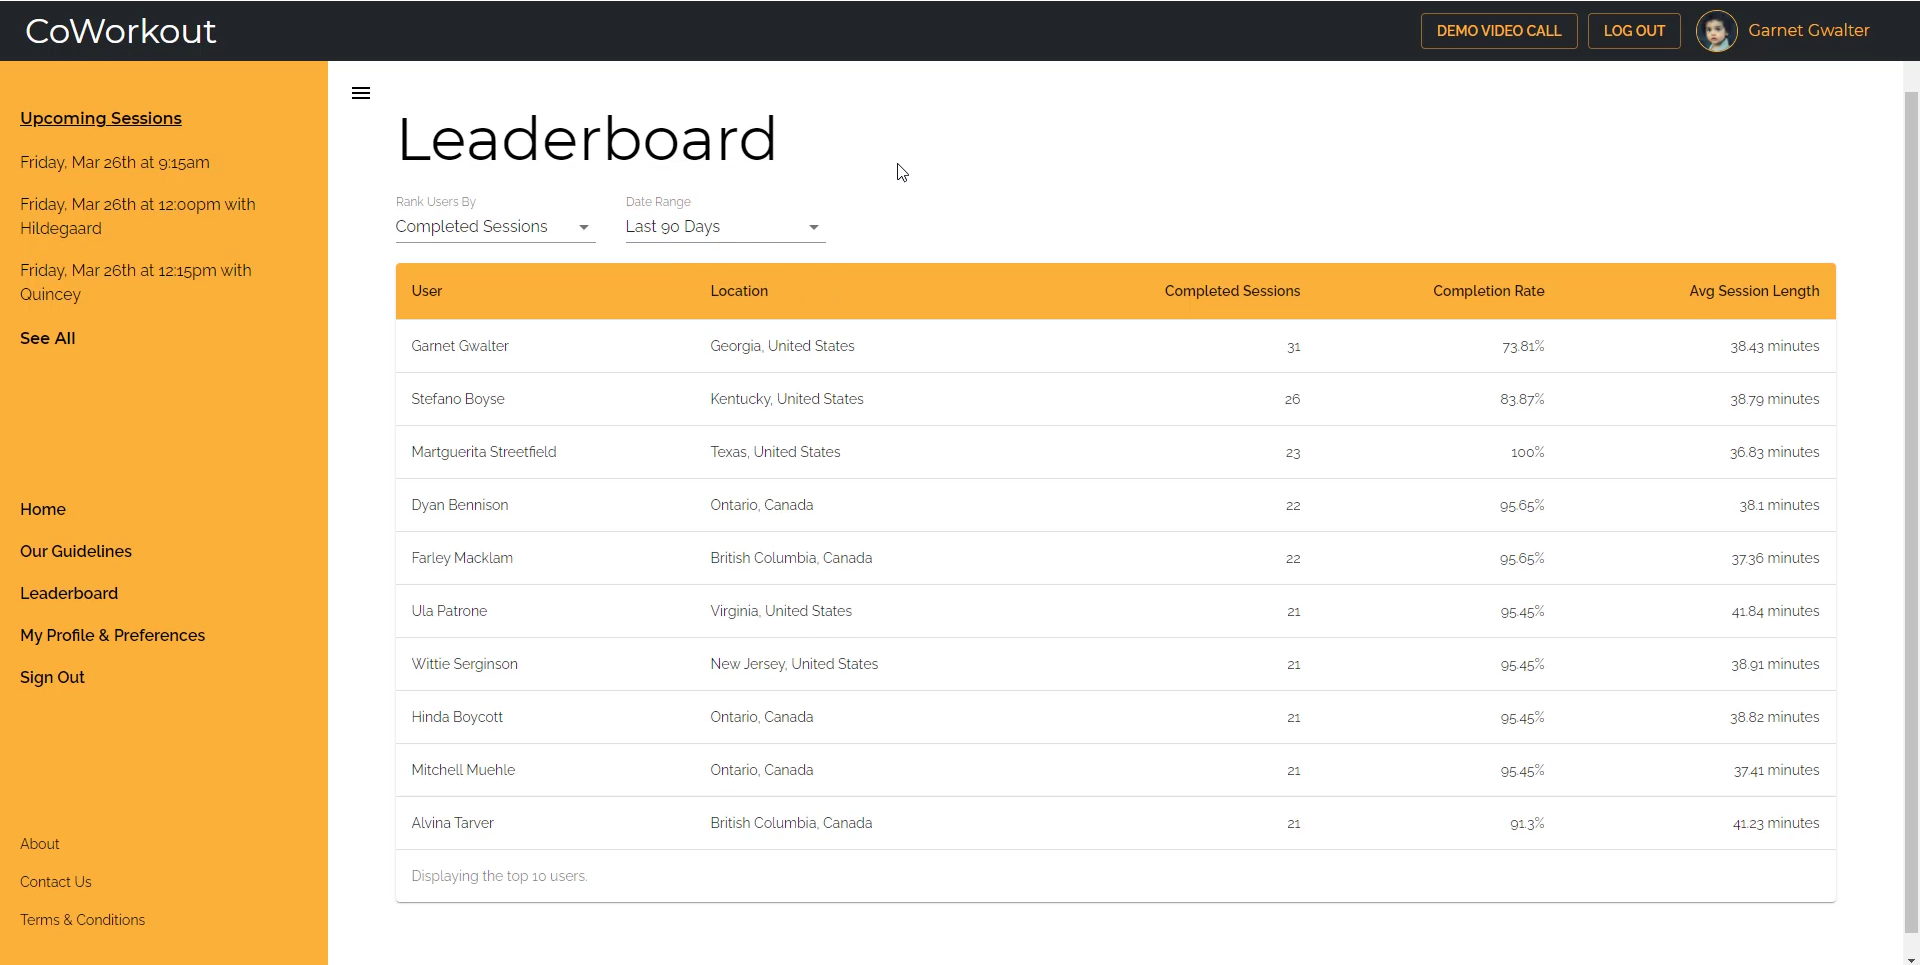 CoWorkout
DEMO VIDEO CALL
LOG OUT
Garnet Gwalter
Upcoming Sessions
Friday, Mar 26th at 9:15am
Friday, Mar 26th at 12:00pm with
Hildegaard
Friday, Mar 26th at 12:15pm with
Quincey
See All
Home
Our Guidelines
Leaderboard
My Profile & Preferences
Sign Out
About
Contact Us
Terms & Conditions
Leaderboard
Rank Users By
Completed Sessions
Date Range
Last 90 Days
User Location Completed Sessions Completion Rate Avg Session Length
Garnet Gwalter Georgia, United States 31 73.81% 38.43 minutes
Stefano Boyse Kentucky, United States 26 83.87% 38.79 minutes
Martguerita Streetfield Texas, United States 23 100% 36.83 minutes
Dyan Bennison Ontario, Canada 22 95.65% 38.1 minutes
Farley Macklam British Columbia, Canada 22 95.65% 37.36 minutes
Ula Patrone Virginia, United States 21 95.45% 41.84 minutes
Wittie Serginson New Jersey, United States 21 95.45% 38.91 minutes
Hinda Boycott Ontario, Canada 21 95.45% 38.82 minutes
Mitchell Muehle Ontario, Canada 21 95.45% 37.41 minutes
Alvina Tarver British Columbia, Canada 21 91.3% 41.23 minutes
Displaying the top 10 users.